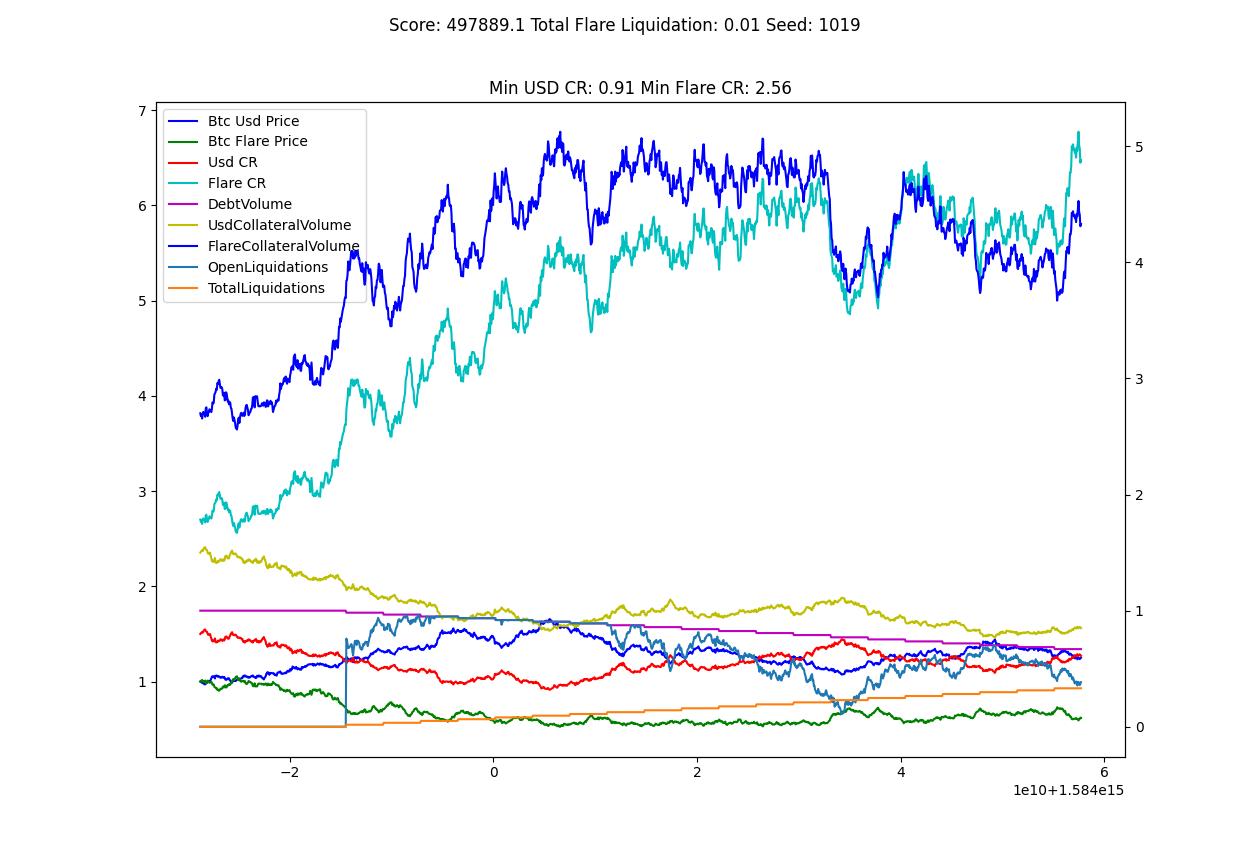 Score: 497889.1 Total Flare Liquidation: 0.01 Seed: 1019
Min USD CR: 0.91 Min Flare CR: 2.56
Btc Usd Price
Btc Flare Price
Usd CR
Flare CR
DebtVolume
UsdCollateralVolume
FlareCollateralVolume
OpenLiquidations
TotalLiquidations
7
6
5
4
3
2
1
5
4
3
2
1
0
−2 0 2 4 6
1e10+1.584e15